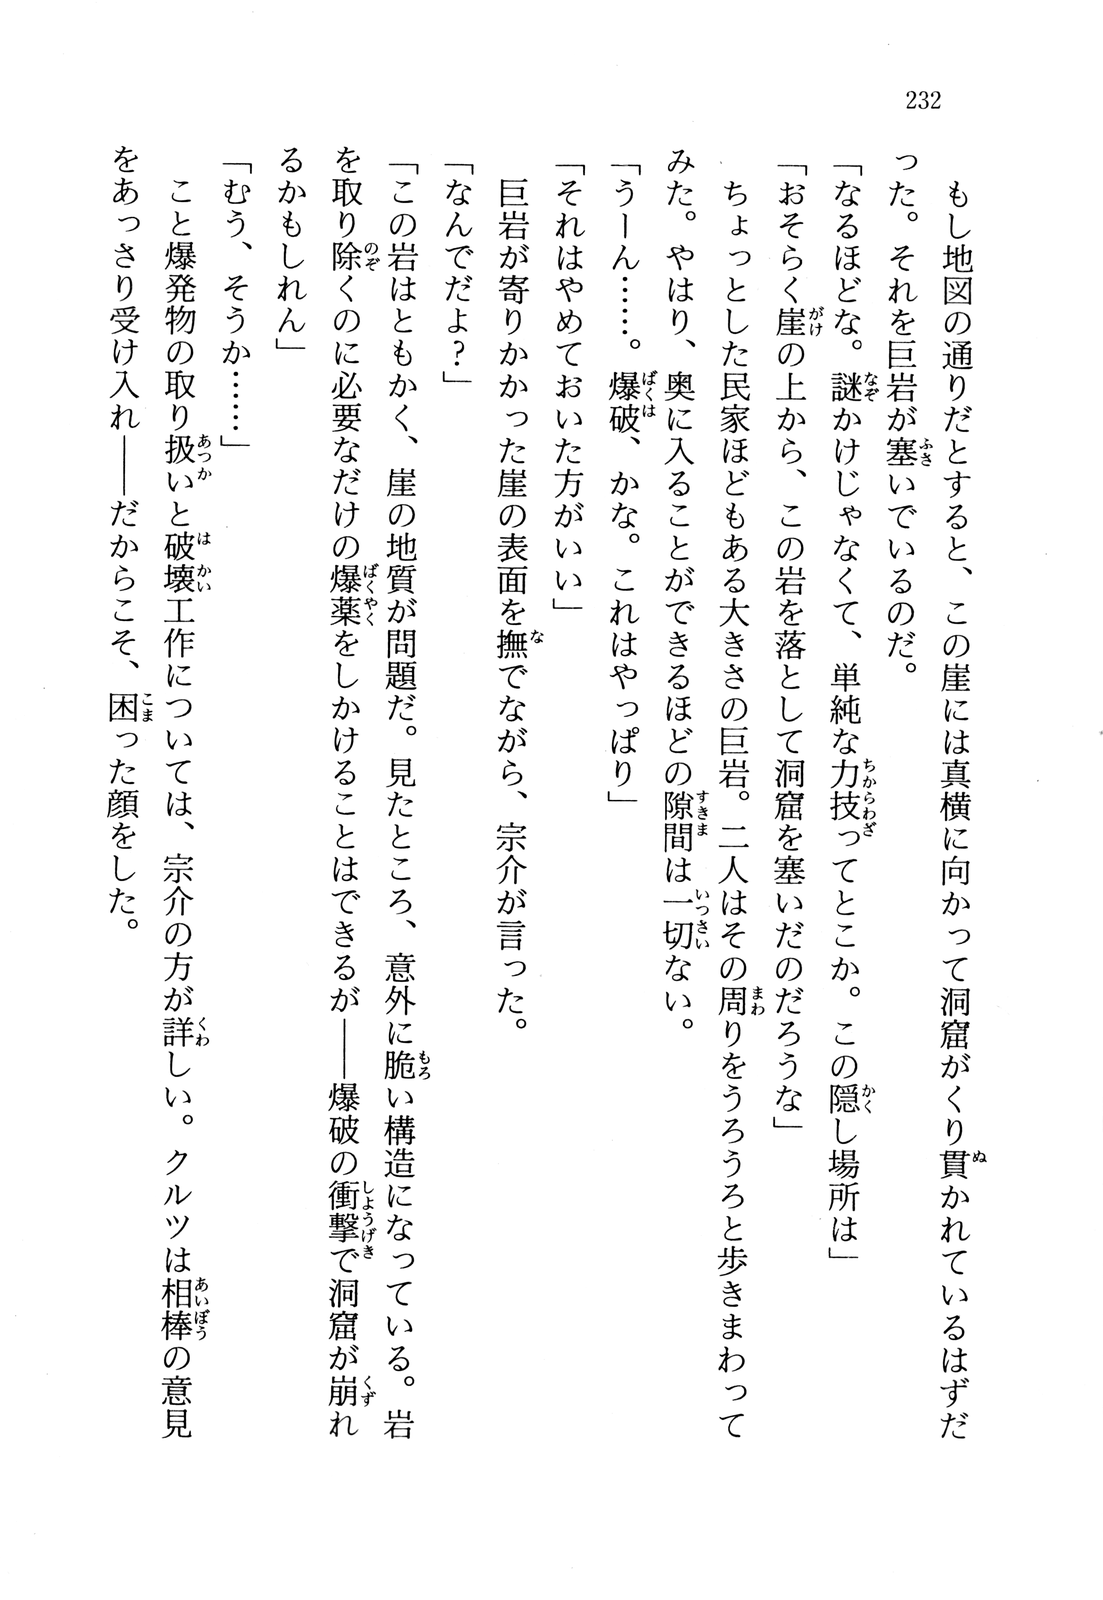 232
もし地図の通りだとすると、この崖には真横に向かって洞窟がくり貫かれているはずだ
った。それを巨岩が塞いでいるのだ。
「なるほどな。謎かけじゃなくて、単純な力技ってとこか。この隠し場所は」
「おそらく崖の上から、この岩を落として洞窟を塞いだのだろうな」
ちょっとした民家ほどもある大きさの巨岩。二人はその周りをうろうろと歩きまわって
みた。やはり、奥に入ることができるほどの隙間は一切ない。
「うーん……。爆破、かな。これはやっぱり」
「それはやめておいた方がいい」
巨岩が寄りかかった崖の表面を撫でながら、宗介が言った。
「なんでだよ？」
「この岩はともかく、崖の地質が問題だ。見たところ、意外に脆い構造になっている。岩
を取り除くのに必要なだけの爆薬をしかけることはできるが――爆破の衝撃で洞窟が崩れ
るかもしれん」
「むう、そうか……」
こと爆発物の取り扱いと破壊工作については、宗介の方が詳しい。クルツは相棒の意見
をあっさり受け入れ――だからこそ、困った顔をした。